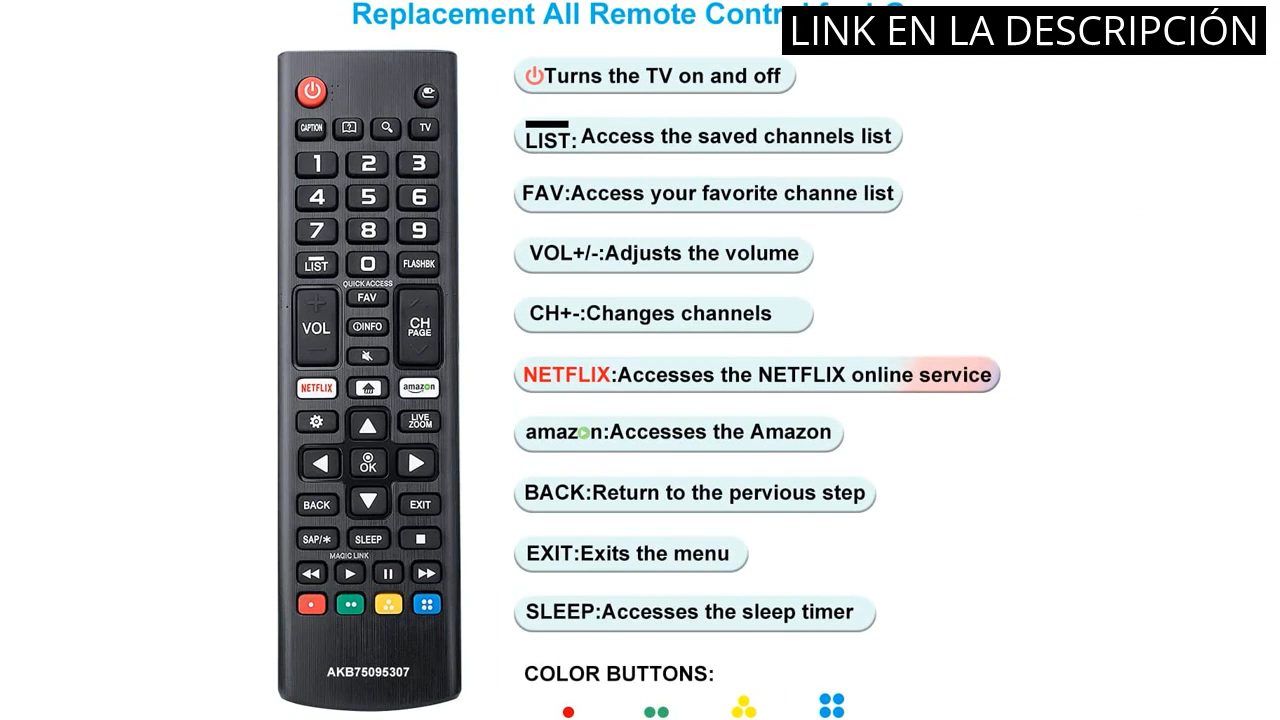 Replacement All Remote Control for LG
LINK EN LA DESCRIPCIÓN
Turns the TV on and off
LIST: Access the saved channels list
FAV:Access your favorite channe list
VOL+/-:Adjusts the volume
CH+-:Changes channels
NETFLIX:Accesses the NETFLIX online service
amazon:Accesses the Amazon
BACK:Return to the pervious step
EXIT:Exits the menu
SLEEP:Accesses the sleep timer
COLOR BUTTONS:
CAPTION TV
1 2 3
4 5 6
7 8 9
LIST 0 FLASHBK
QUICK ACCESS
FAV
VOL INFO CH
PAGE
NETFLIX amazon
LIVE
ZOOM
OK
BACK EXIT
SAP/* SLEEP
MAGIC LINK
AKB75095307